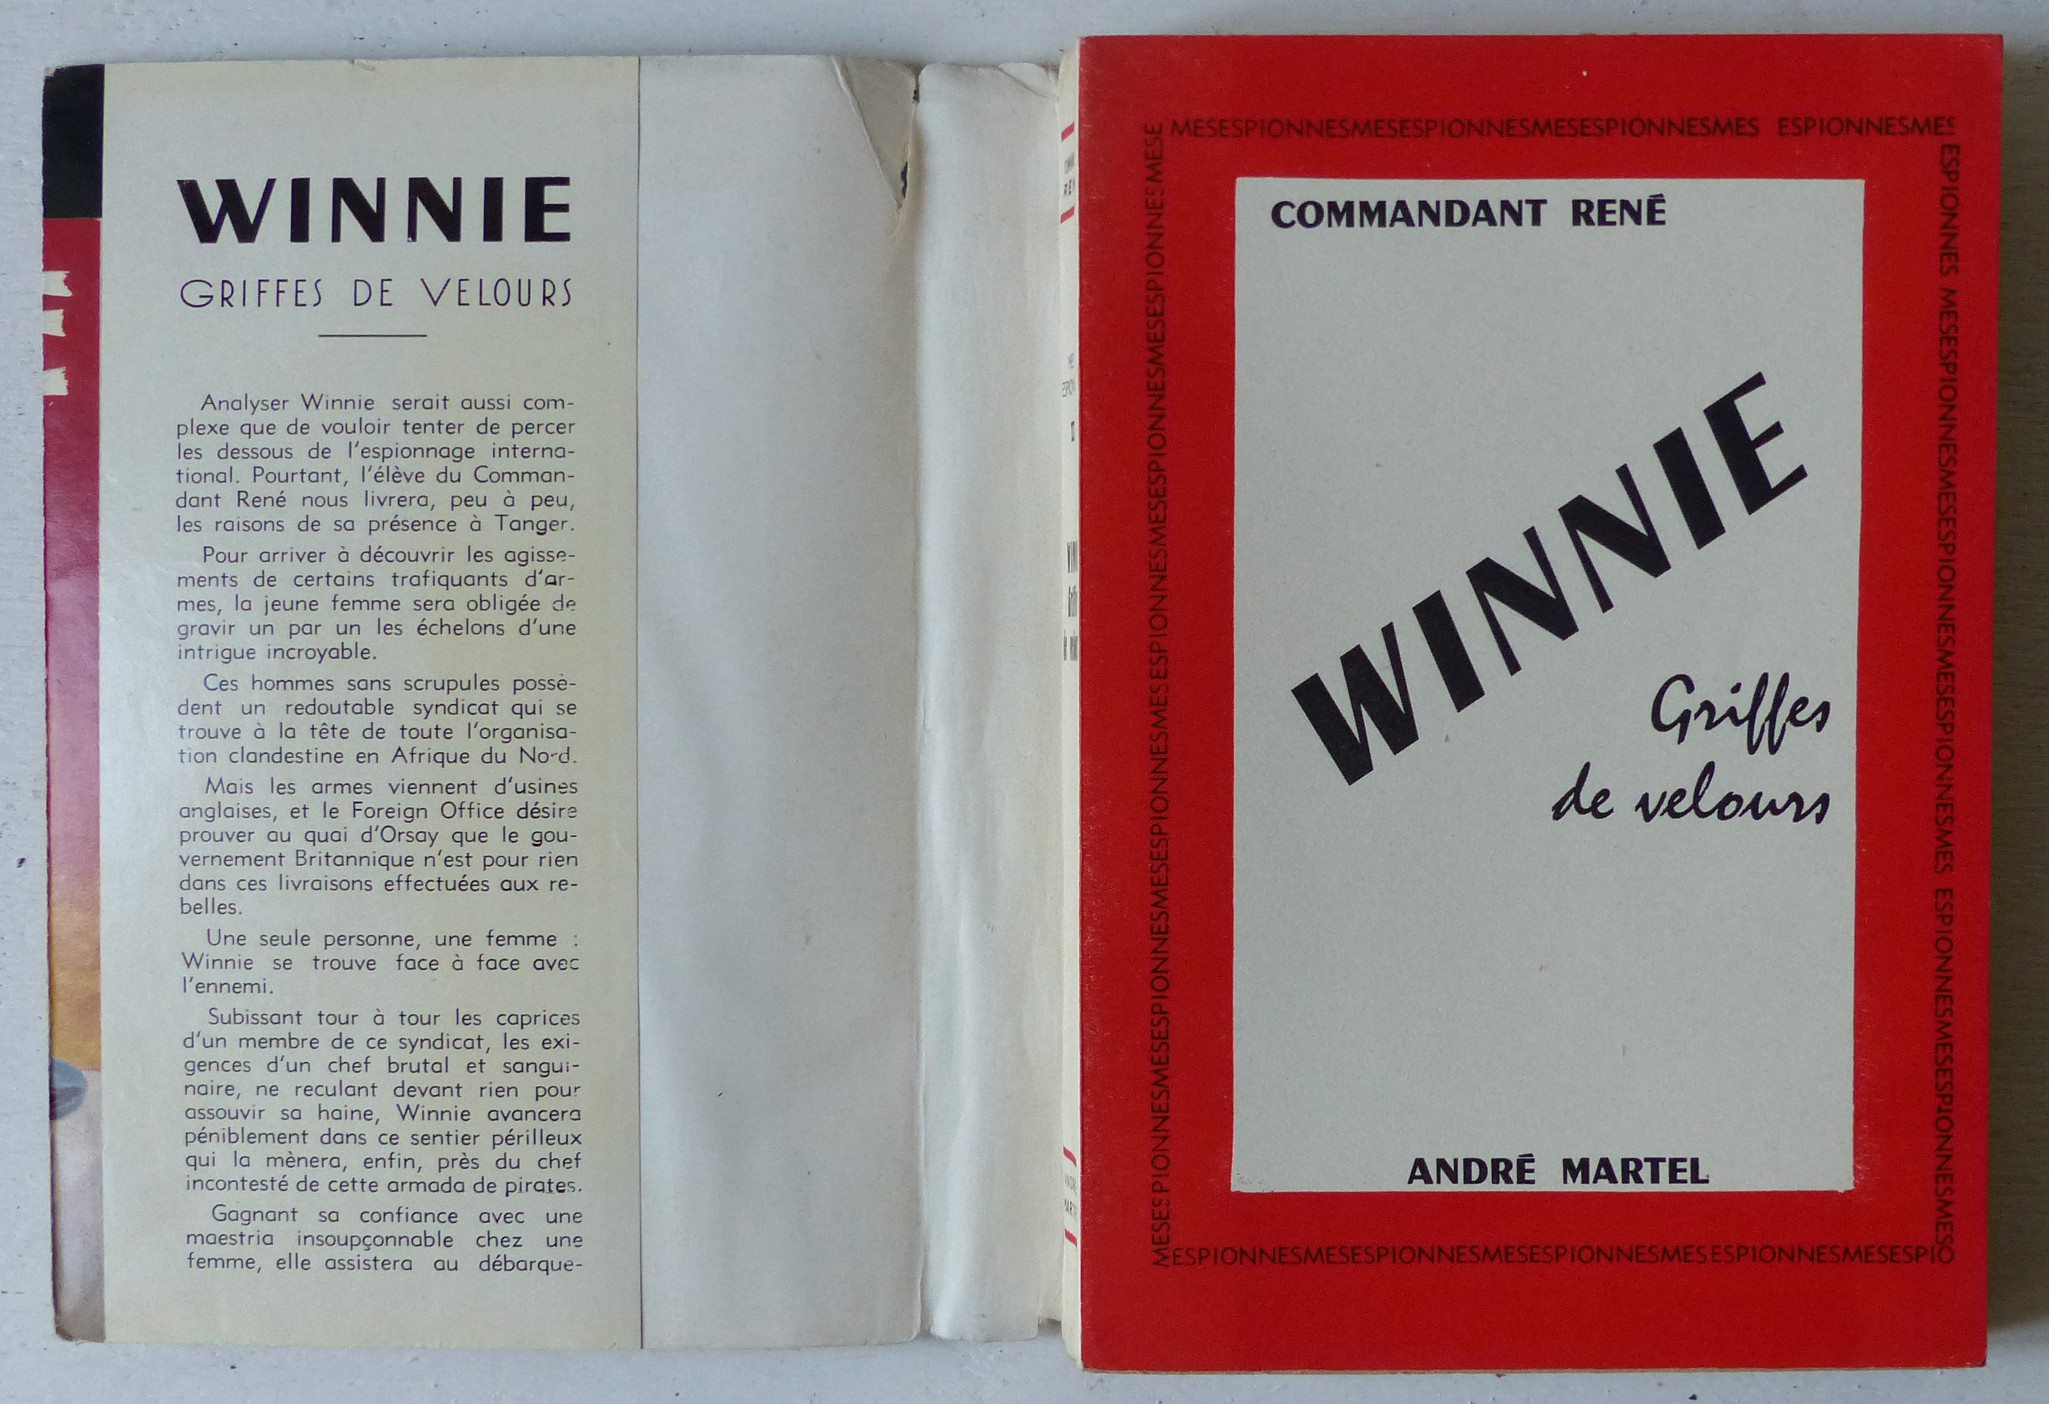 WINNIE
GRIFFES DE VELOURS
Analyser Winnie serait aussi com-
plexe que de vouloir tenter de percer
les dessous de l'espionnage interna-
tional. Pourtant, l'élève du Comman-
dant René nous livrera, peu à peu,
les raisons de sa présence à Tanger.
Pour arriver à découvrir les agisse-
ments de certains trafiquants d'ar-
mes, la jeune femme sera obligée de
gravir un par un les échelons d'une
intrigue incroyable.
Ces hommes sans scrupules possè-
dent un redoutable syndicat qui se
trouve à la tête de toute l'organisa-
tion clandestine en Afrique du Nord.
Mais les armes viennent d'usines
anglaises, et le Foreign Office désire
prouver au quai d'Orsay que le gou-
vernement Britannique n'est pour rien
dans ces livraisons effectuées aux re-
belles.
Une seule personne, une femme :
Winnie se trouve face à face avec
l'ennemi.
Subissant tour à tour les caprices
d'un membre de ce syndicat, les exi-
gences d'un chef brutal et sangui-
naire, ne reculant devant rien pour
assouvir sa haine, Winnie avancera
péniblement dans ce sentier périlleux
qui la mènera, enfin, près du chef
incontesté de cette armada de pirates.
Gagnant sa confiance avec une
maestria insoupçonnable chez une
femme, elle assistera au débarque-
MESESPIONNESMESESPIONNESMESESPIONNESMES ESPIONNESMES
ESPIONNES MESESPIONNESMESESPIONNESMESESPIONNESMES ESPIONNESMESESPIONNESMESO
MESESPIONNESMESESPIONNESMESESPIONNESMESESPIONNESMES ESPIONNESMESESPIONNESMESESPIONNES MESE
ESPIONNESMESESPIONNESMESESPIONNESMES ESPIONNESMESESPIO
COMMANDANT RENÉ
WINNIE
Griffes
de velours
ANDRÉ MARTEL